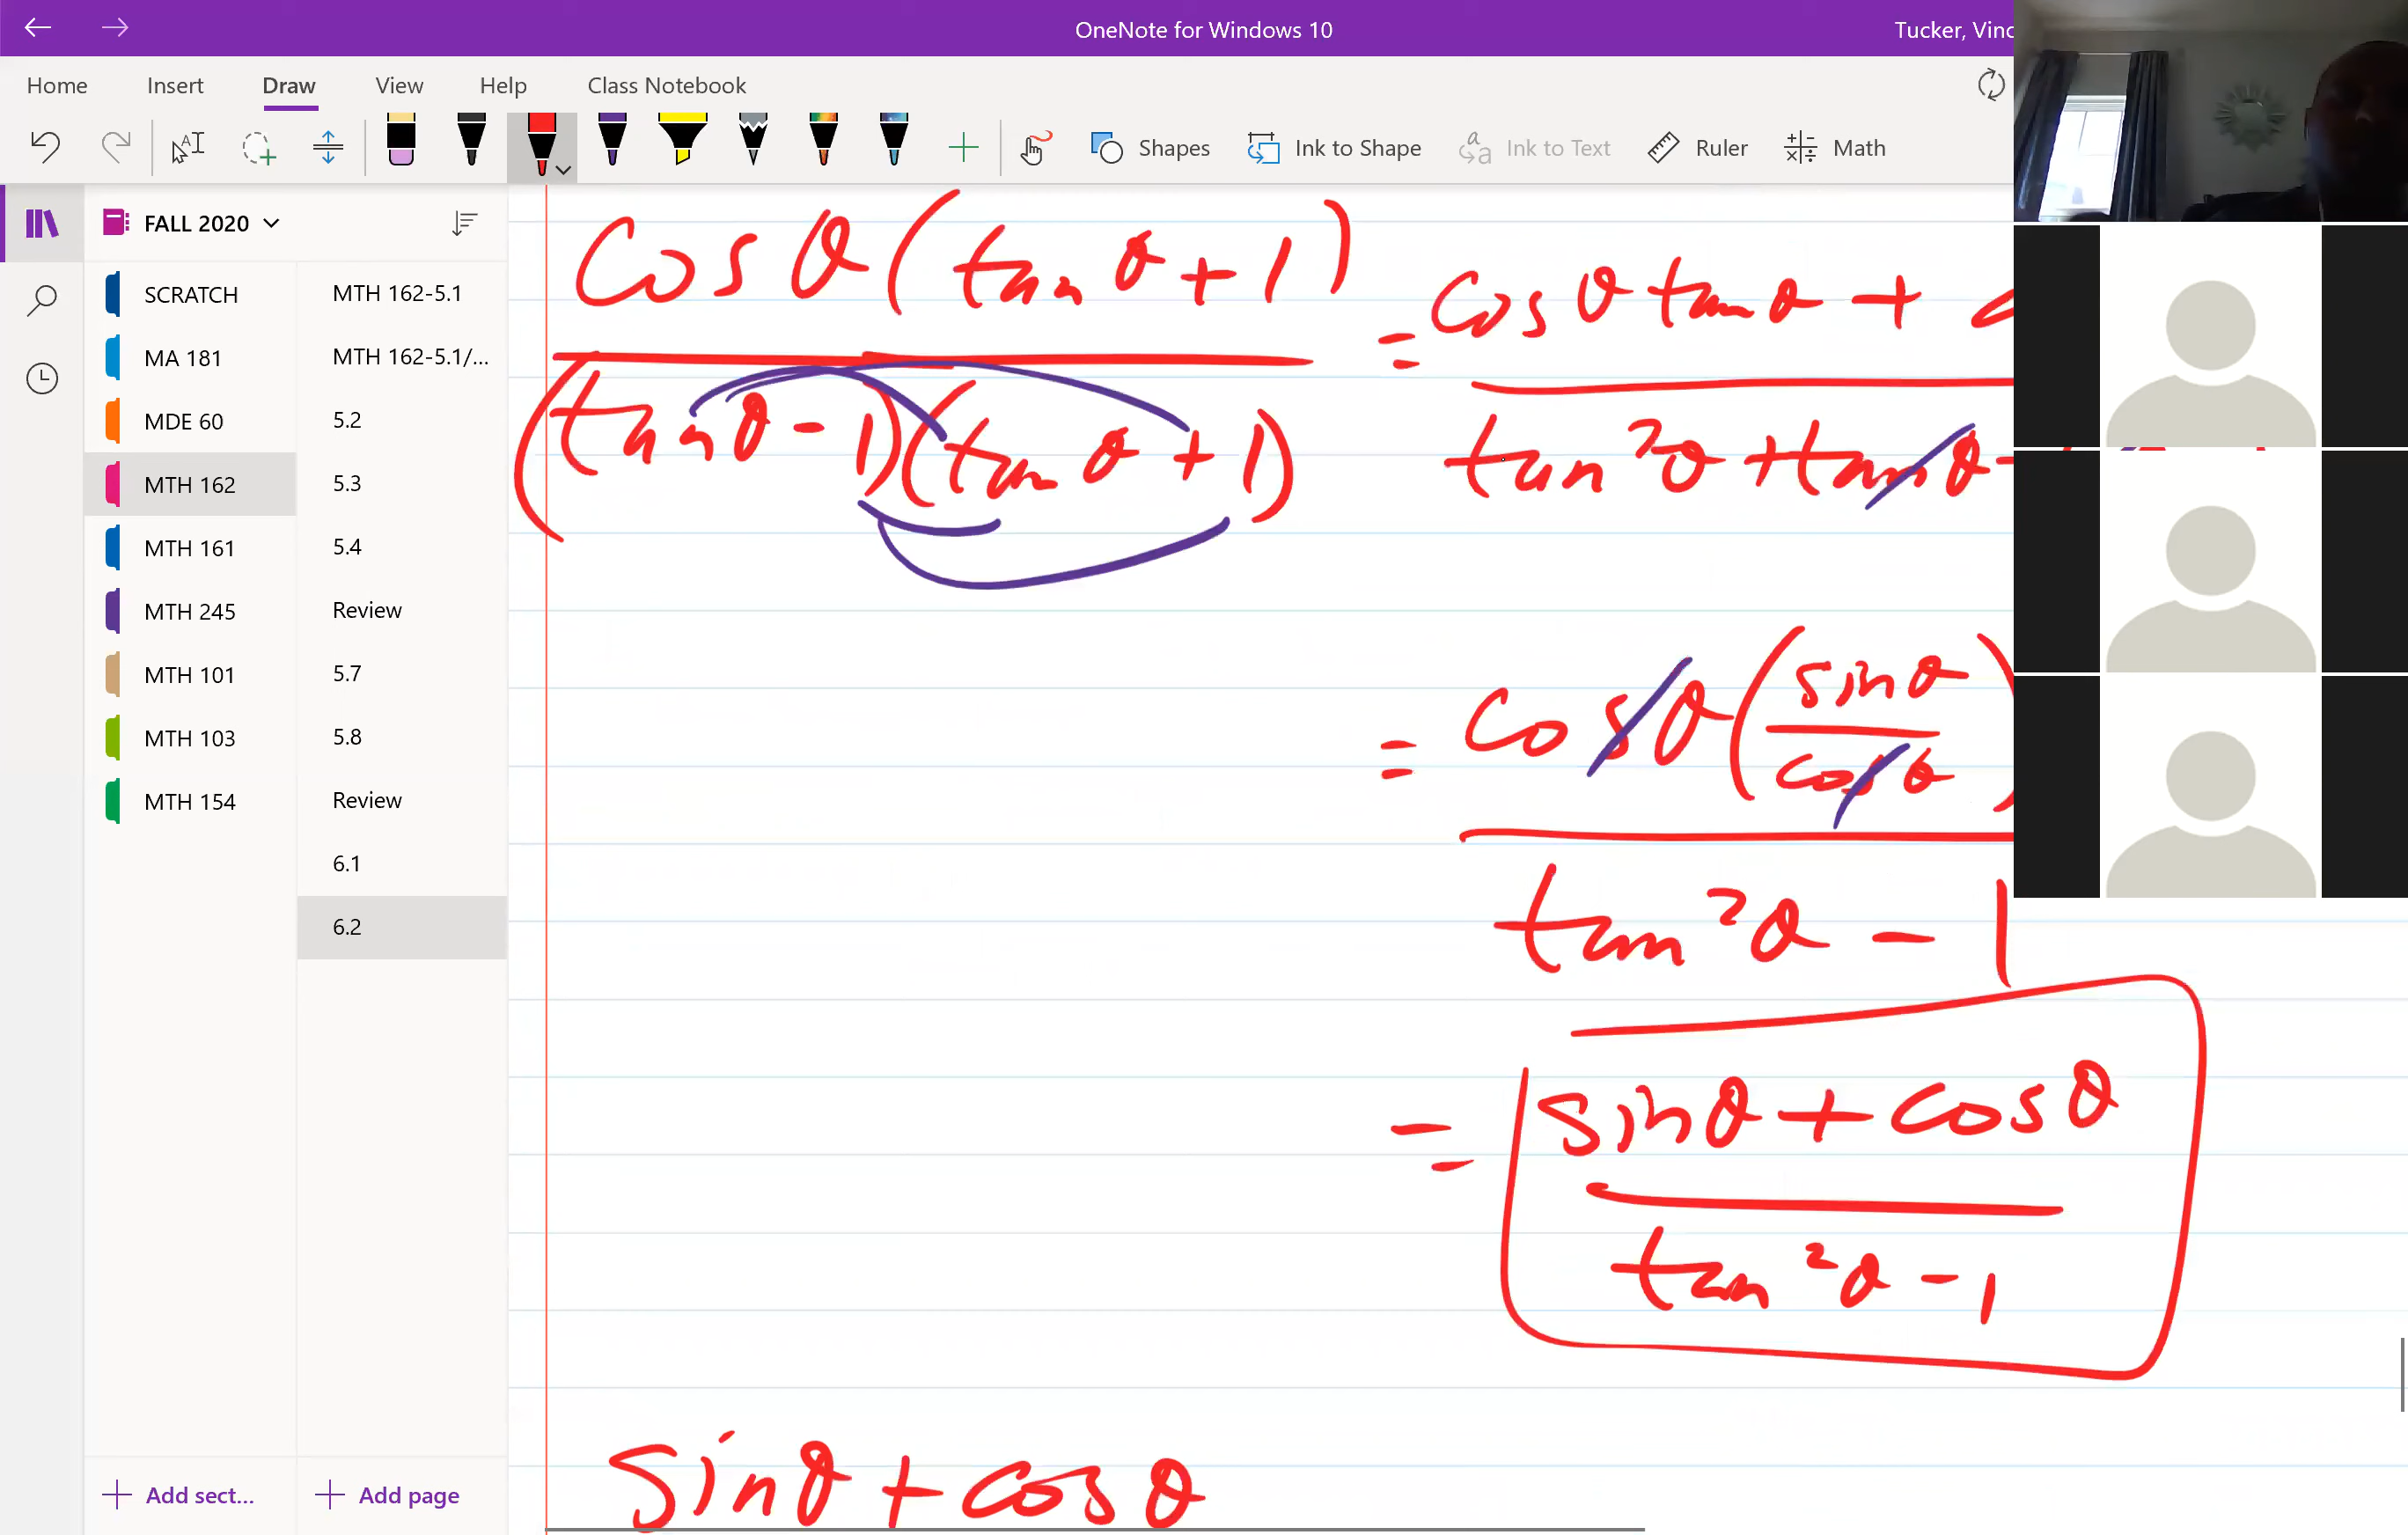 OneNote for Windows 10
Tucker, Vinc
Home Insert Draw View Help Class Notebook
Shapes Ink to Shape Ink to Text Ruler Math
FALL 2020
SCRATCH
MA 181
MDE 60
MTH 162
MTH 161
MTH 245
MTH 101
MTH 103
MTH 154
MTH 162-5.1
MTH 162-5.1/...
5.2
5.3
5.4
Review
5.7
5.8
Review
6.1
6.2
+ Add sect...
+ Add page
cos θ (tan θ + 1)
(tan θ - 1)(tan θ + 1)
= cos θ tan θ +
tan²θ + tan θ -
= cos θ (sin θ
cos θ)
tan²θ - 1
= sin θ + cos θ
tan²θ - 1
sin θ + cos θ